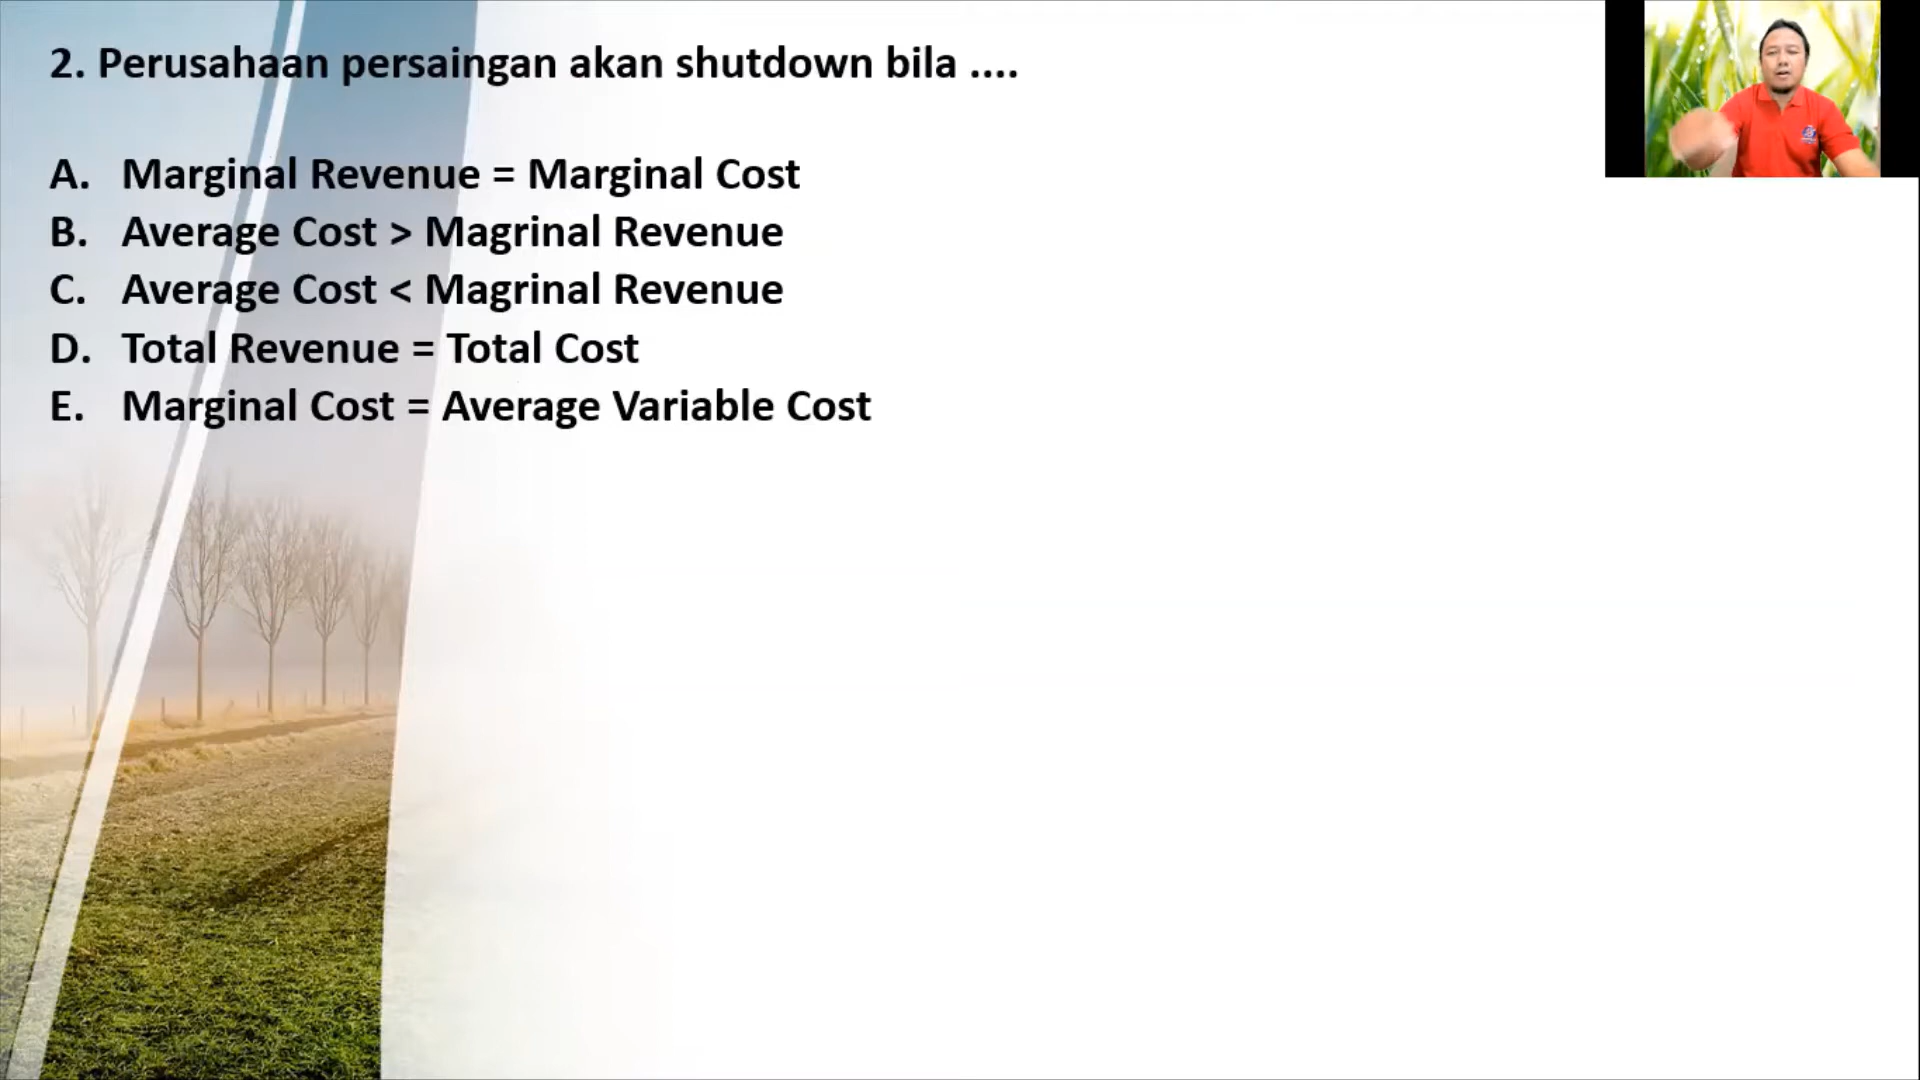 2. Perusahaan persaingan akan shutdown bila ....
A. Marginal Revenue = Marginal Cost
B. Average Cost > Magrinal Revenue
C. Average Cost < Magrinal Revenue
D. Total Revenue = Total Cost
E. Marginal Cost = Average Variable Cost